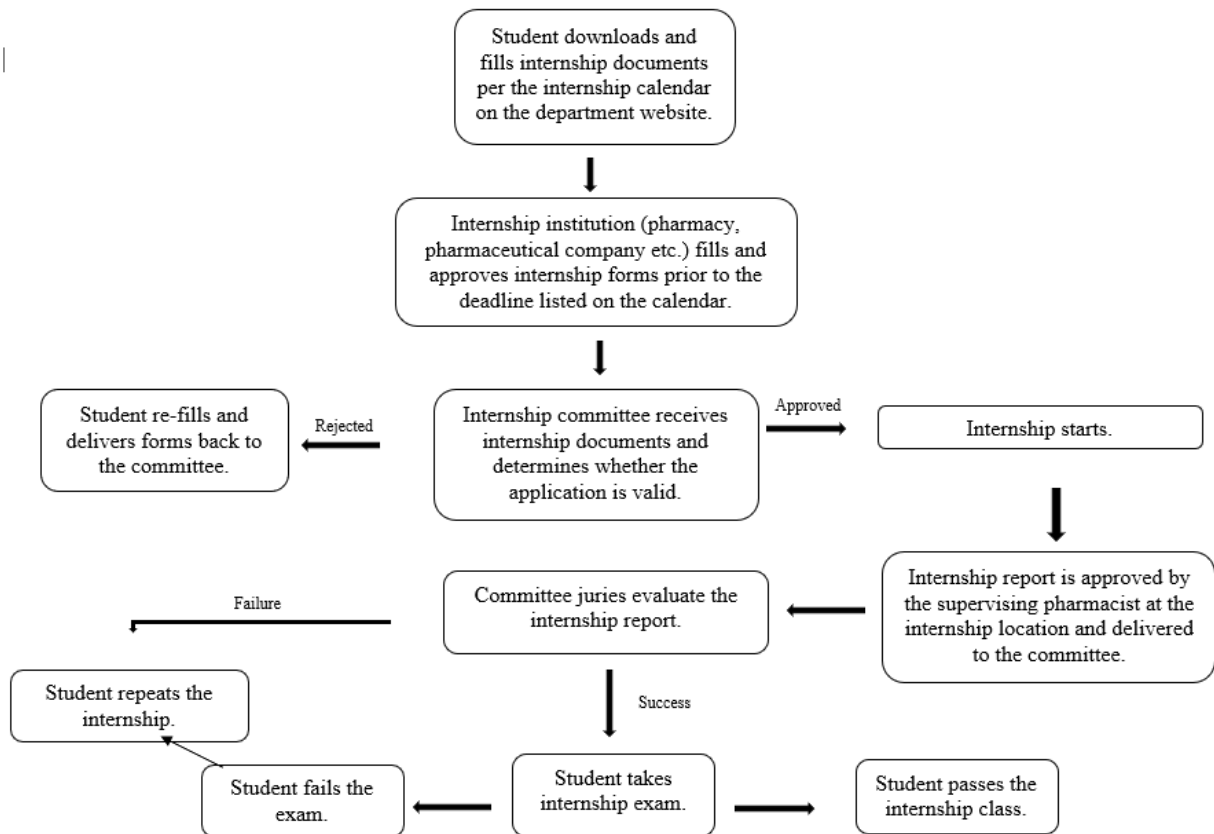 Student downloads and
fills internship documents
per the internship calendar
on the department website.
Internship institution (pharmacy,
pharmaceutical company etc.) fills and
approves internship forms prior to the
deadline listed on the calendar.
Student re-fills and
delivers forms back to
the committee.
Rejected
Internship committee receives
internship documents and
determines whether the
application is valid.
Approved
Internship starts.
Internship report is approved by
the supervising pharmacist at the
internship location and delivered
to the committee.
Committee juries evaluate the
internship report.
Failure
Student repeats the
internship.
Success
Student fails the
exam.
Student takes
internship exam.
Student passes the
internship class.